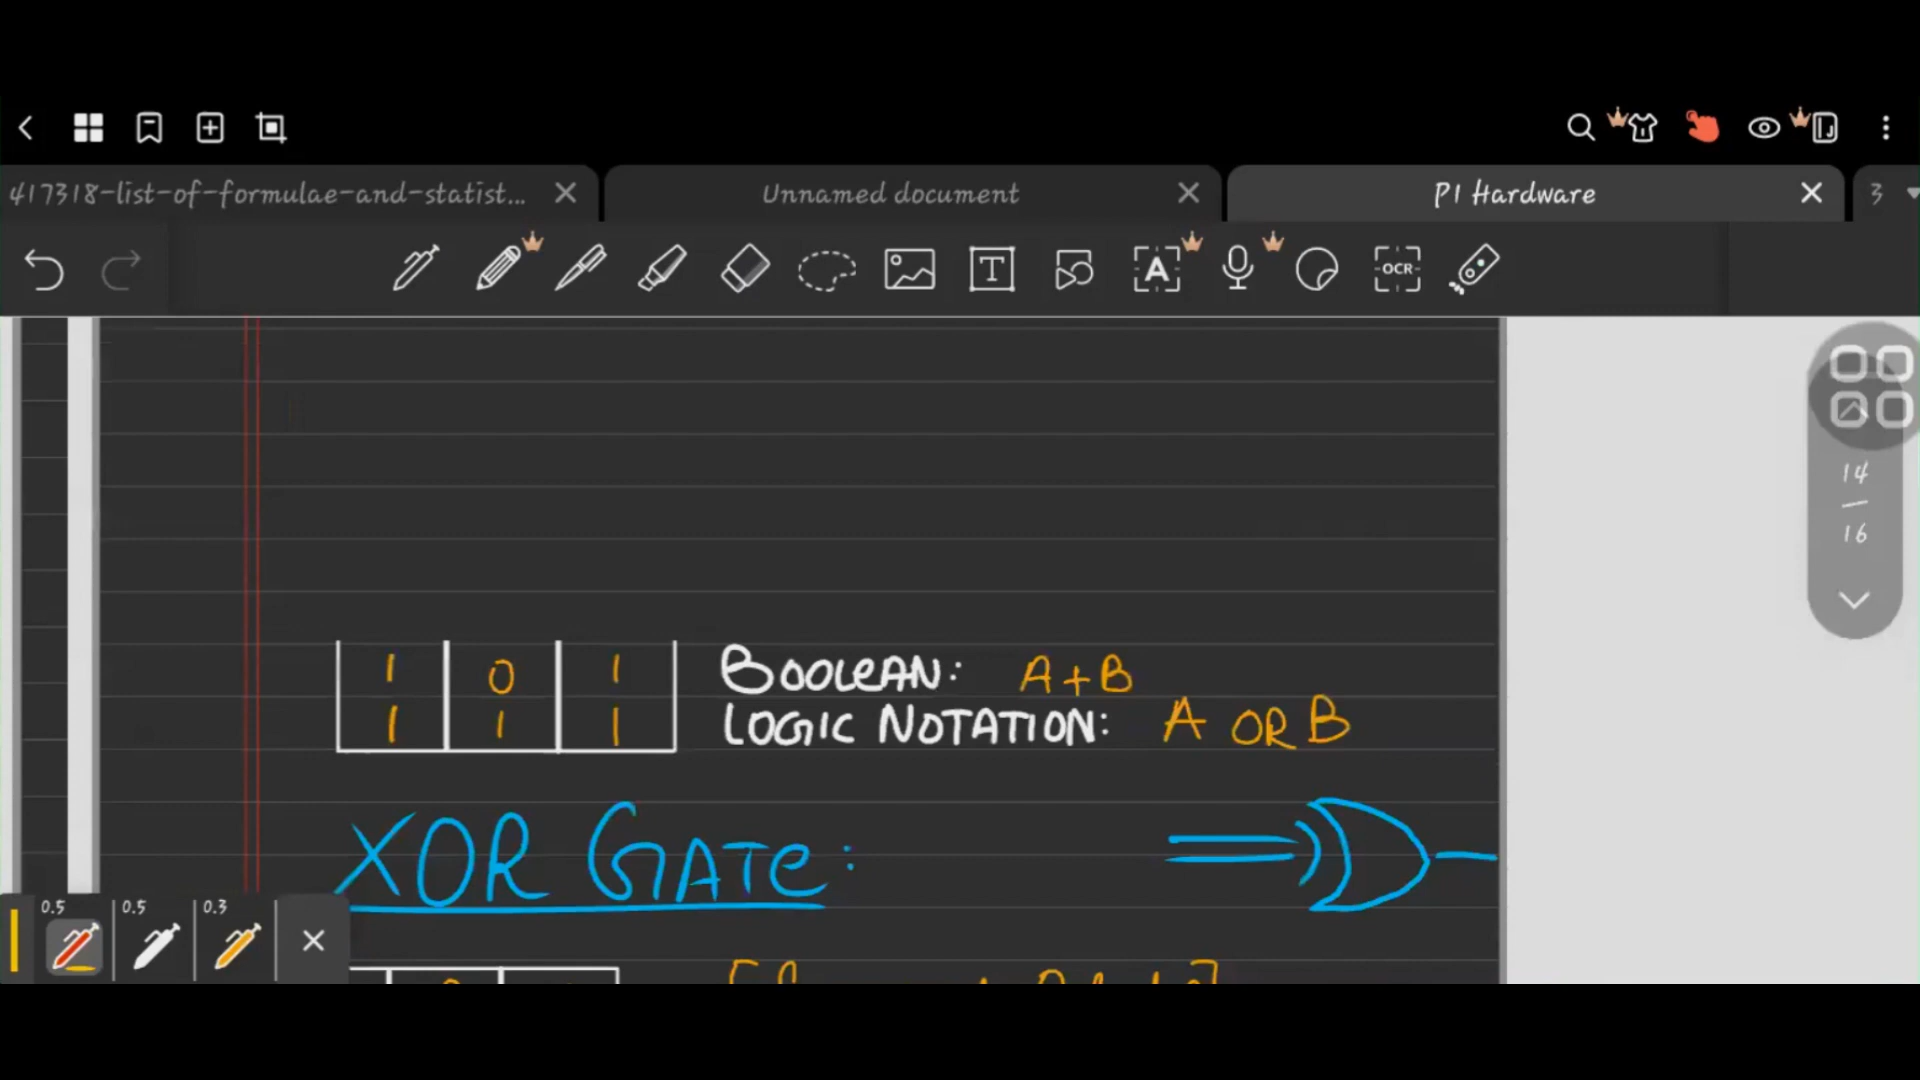 417318-list-of-formulae-and-statist...
Unnamed document
P1 Hardware
3
T
A
OCR
14
16
1 0 1
BOOLEAN: A+B
1 1 1
LOGIC NOTATION: A OR B
XOR GATE:
0.5
0.5
0.3